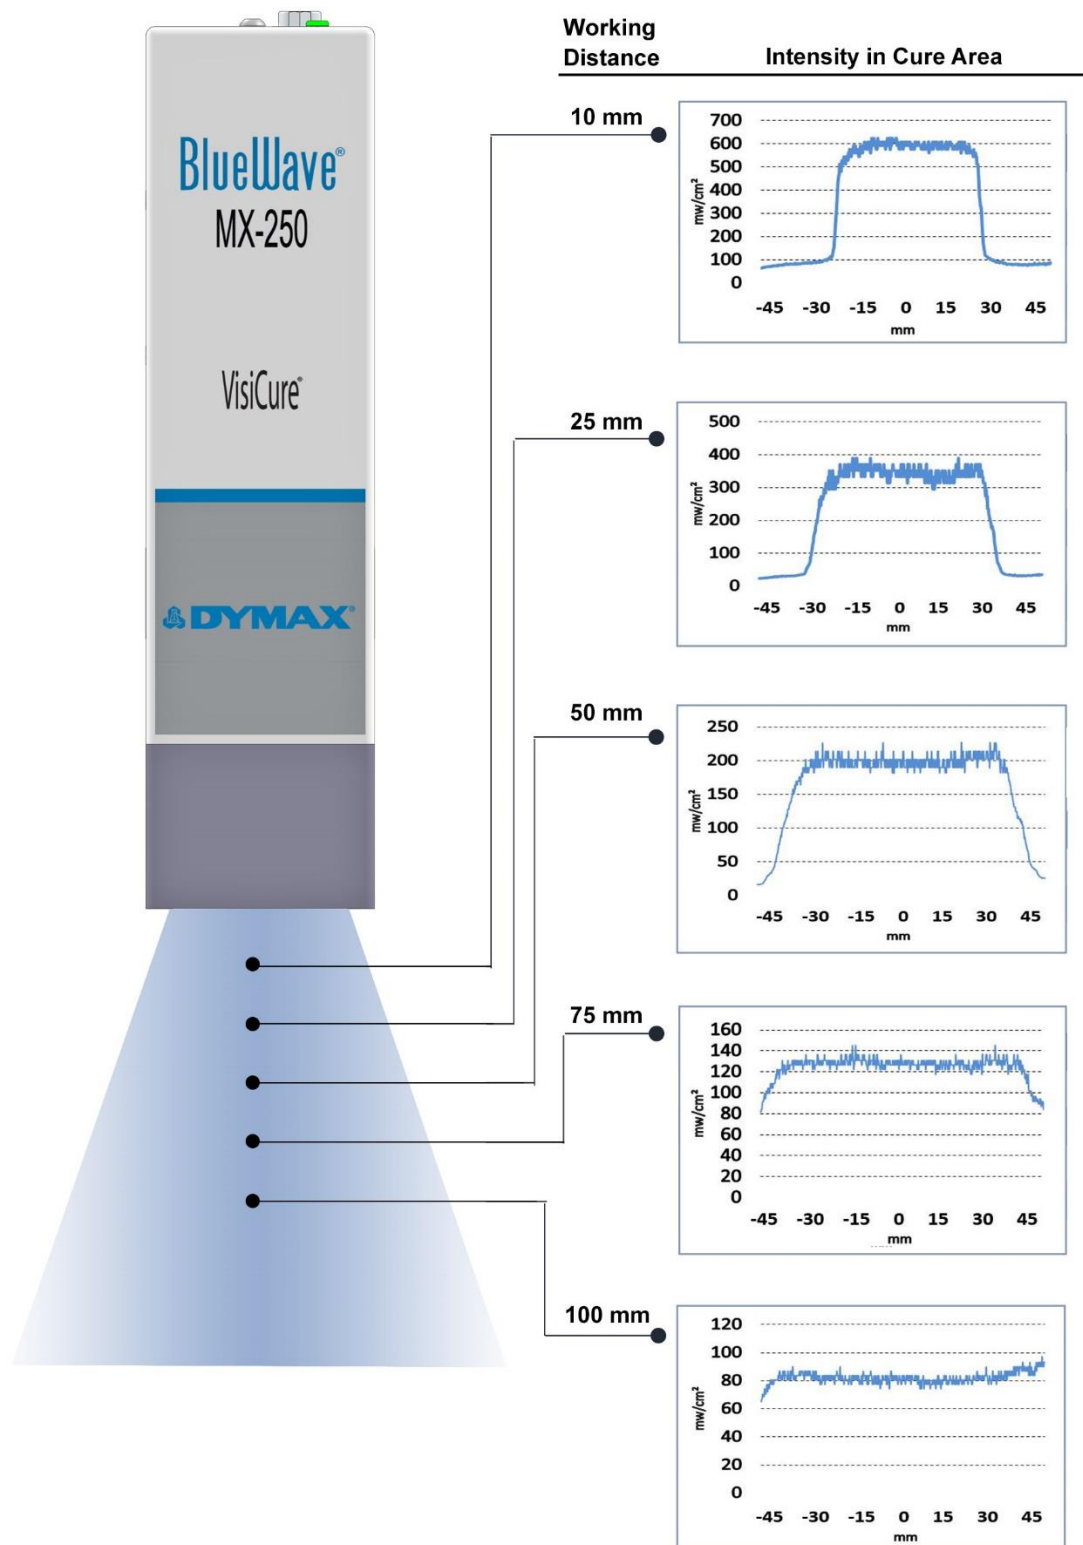 Working
Distance
Intensity in Cure Area
BlueWave®
MX-250
VisiCure®
DYMAX®
10 mm
700
600
500
400
300
200
100
0
mw/cm²
-45 -30 -15 0 15 30 45
mm
25 mm
500
400
300
200
100
0
mw/cm²
-45 -30 -15 0 15 30 45
mm
50 mm
250
200
150
100
50
0
mw/cm²
-45 -30 -15 0 15 30 45
mm
75 mm
160
140
120
100
80
60
40
20
0
mw/cm²
-45 -30 -15 0 15 30 45
mm
100 mm
120
100
80
60
40
20
0
mw/cm²
-45 -30 -15 0 15 30 45
mm